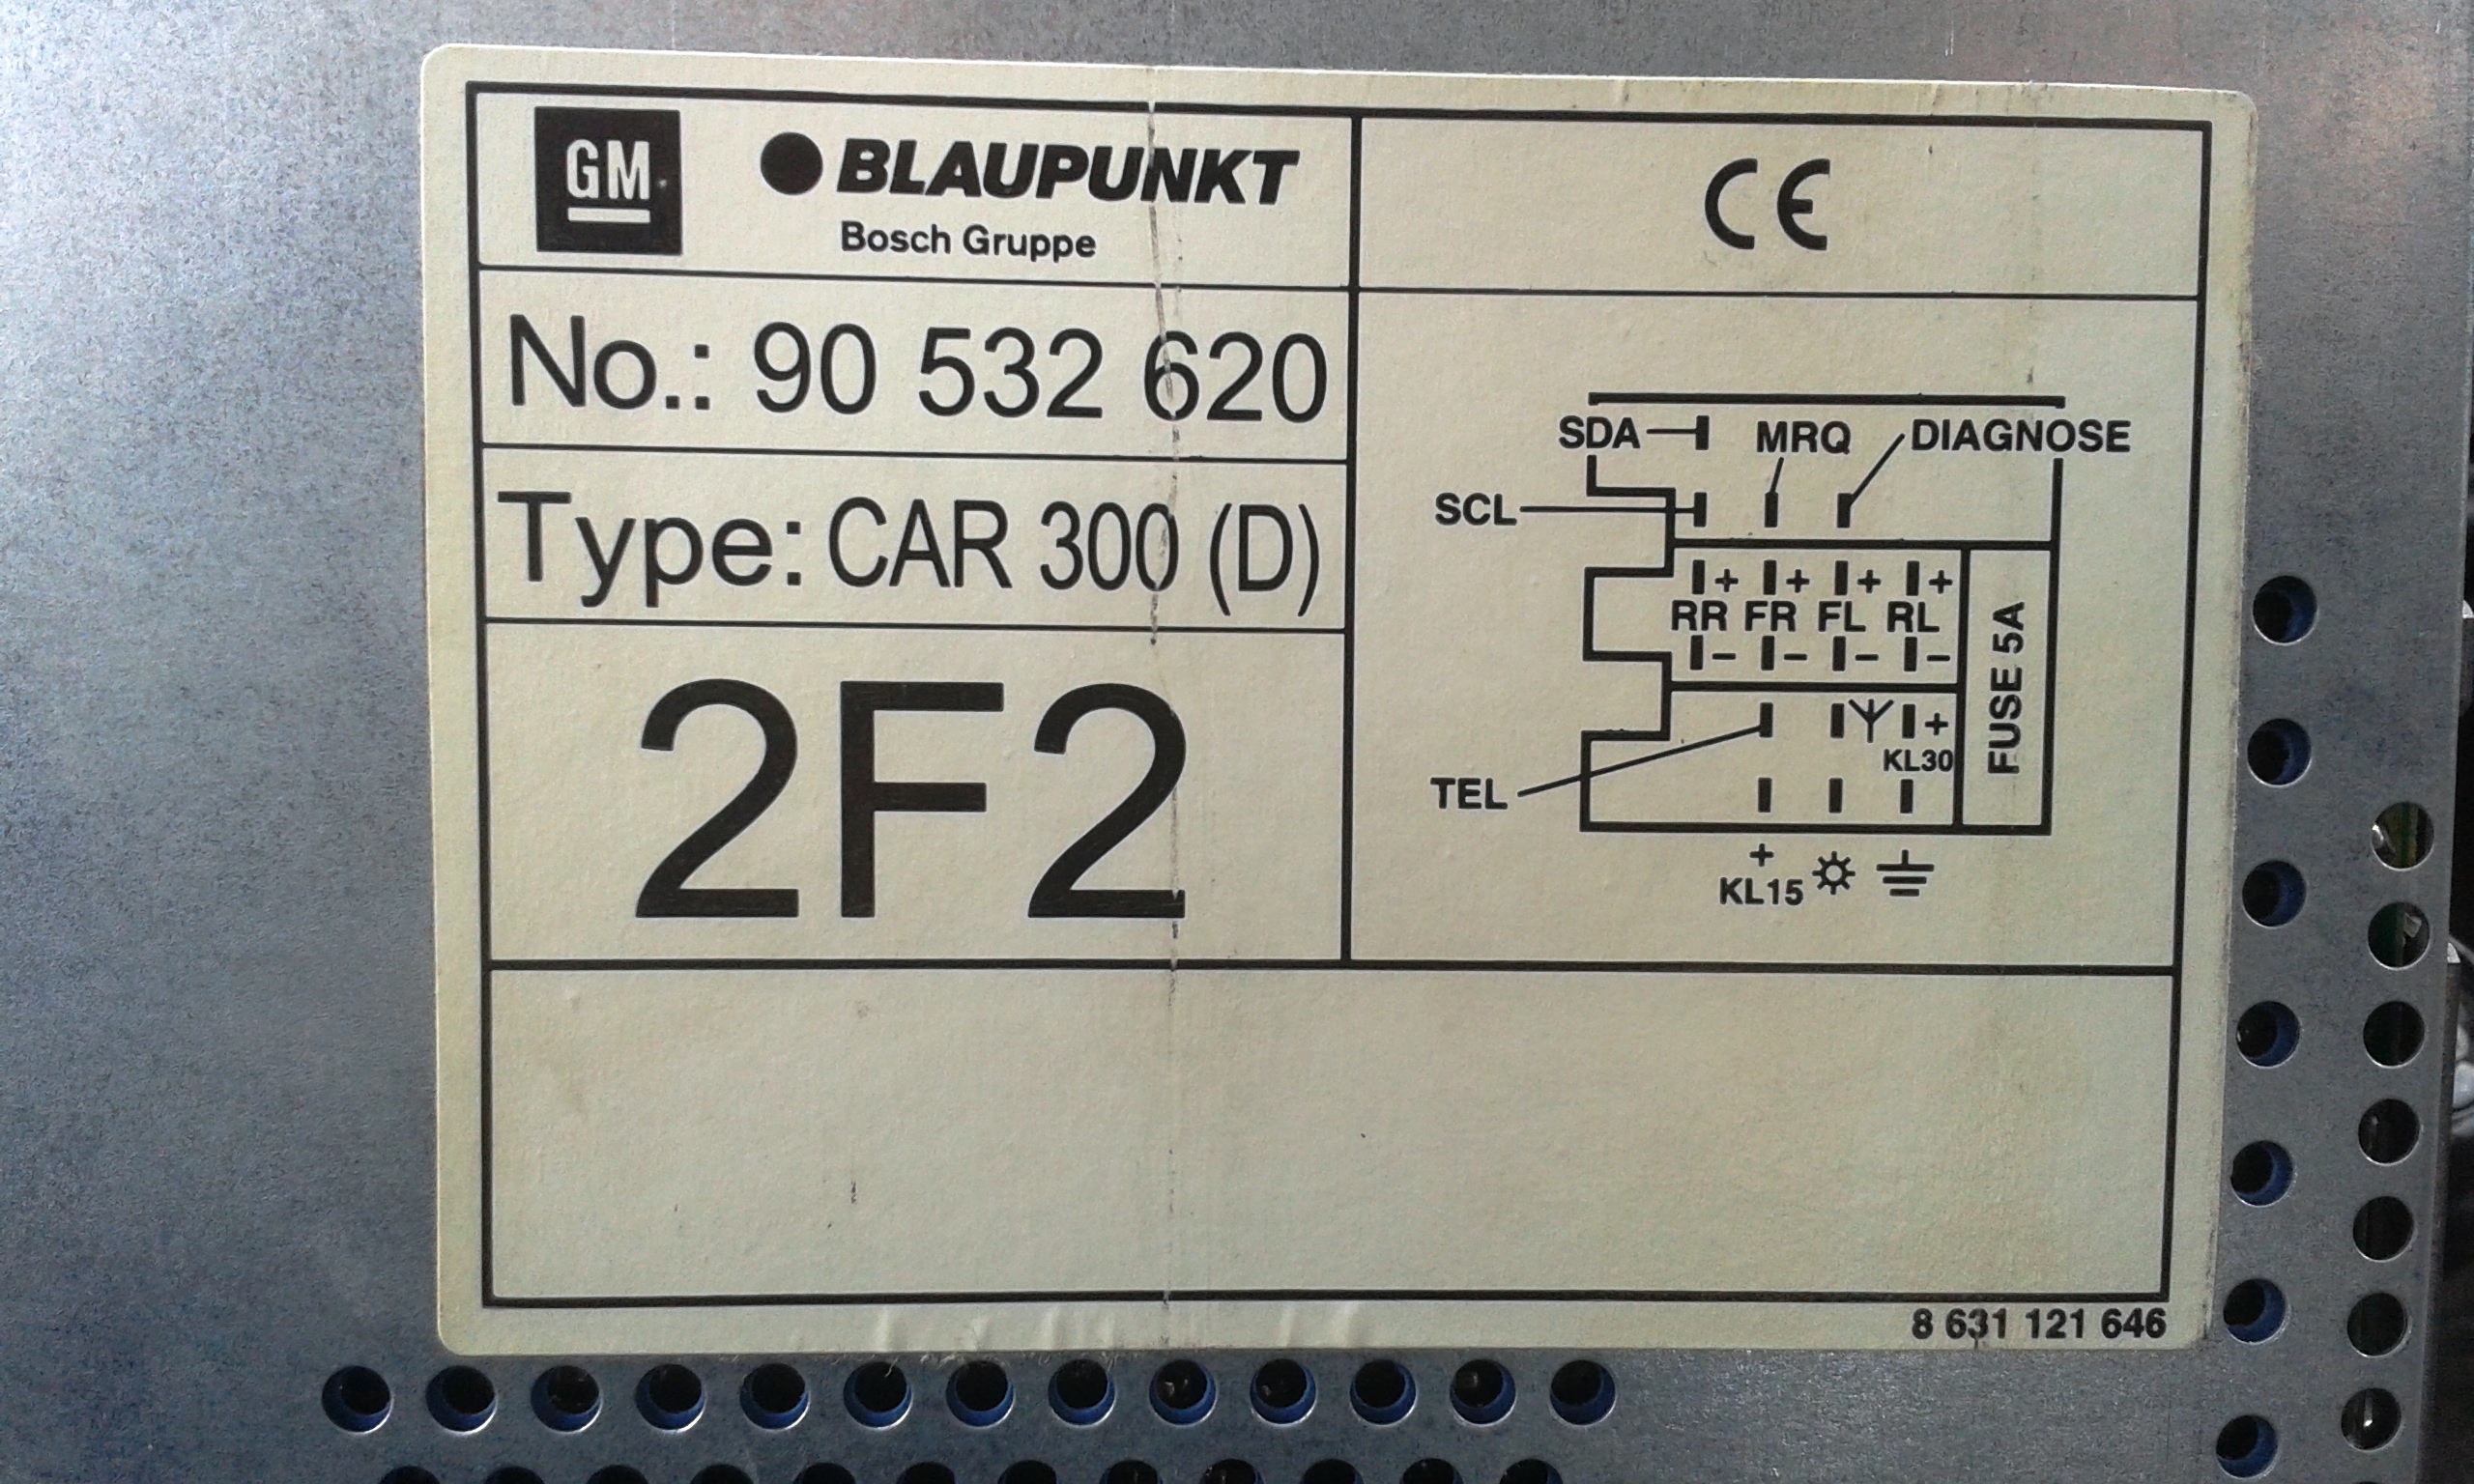 GM
BLAUPUNKT
Bosch Gruppe
CE
No.: 90 532 620
Type: CAR 300 (D)
2F2
SDA MRQ DIAGNOSE
SCL
+ + + +
RR FR FL RL
- - - -
FUSE 5A
+
KL30
TEL
+
KL15
8 631 121 646